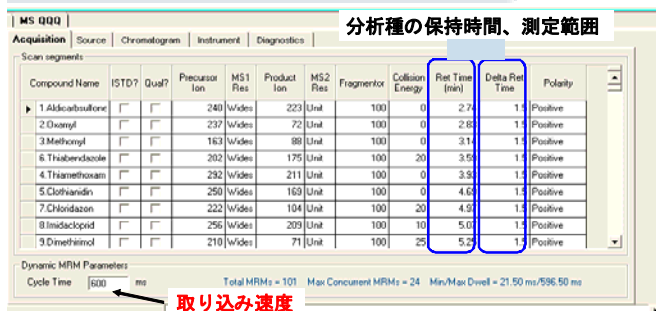 MS QQQ
分析種の保持時間、測定範囲
Acquisition Source Chromatogram Instrument Diagnostics
Scan segments
Compound Name ISTD? Qual? Precursor Ion MS1 Res Product Ion MS2 Res Fragmentor Collision Energy Ret Time (min) Delta Ret Time Polarity
1.Aldicarbsulfone 240 Wides 223 Unit 100 0 2.74 1.5 Positive
2.Oxamyl 237 Wides 72 Unit 100 0 2.83 1.5 Positive
3.Methomyl 163 Wides 88 Unit 100 0 3.14 1.5 Positive
6.Thiabendazole 202 Wides 175 Unit 100 20 3.59 1.5 Positive
4.Thiamethoxam 292 Wides 211 Unit 100 0 3.93 1.5 Positive
5.Clothianidin 250 Wides 169 Unit 100 0 4.69 1.5 Positive
7.Chloridazon 222 Wides 104 Unit 100 20 4.97 1.5 Positive
8.Imidacloprid 256 Wides 209 Unit 100 10 5.07 1.5 Positive
9.Dimethirimol 210 Wides 71 Unit 100 25 5.25 1.5 Positive
Dynamic MRM Parameters
Cycle Time 600 ms Total MRMs = 101 Max Concurrent MRMs = 24 Min/Max Dwell = 21.50 ms/596.50 ms
取り込み速度